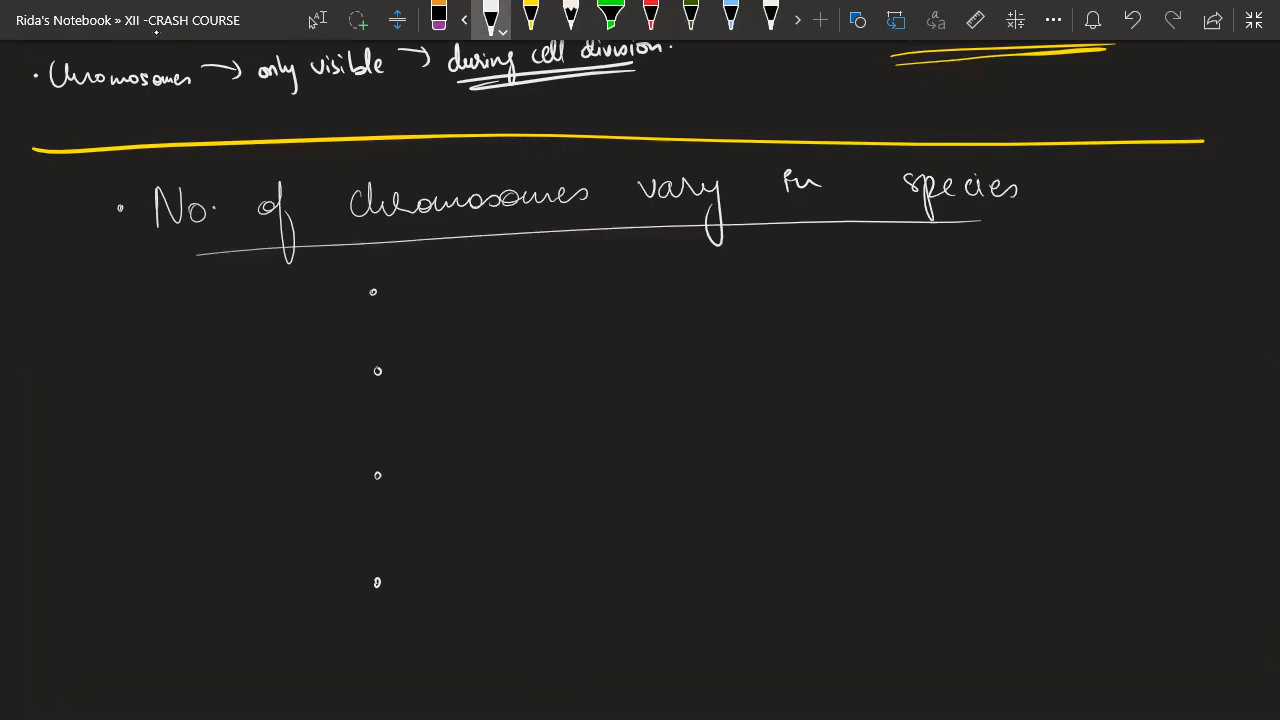 Rida's Notebook » XII -CRASH COURSE
· Chromosomes → only visible → during cell division.
· No. of chromosomes vary in species